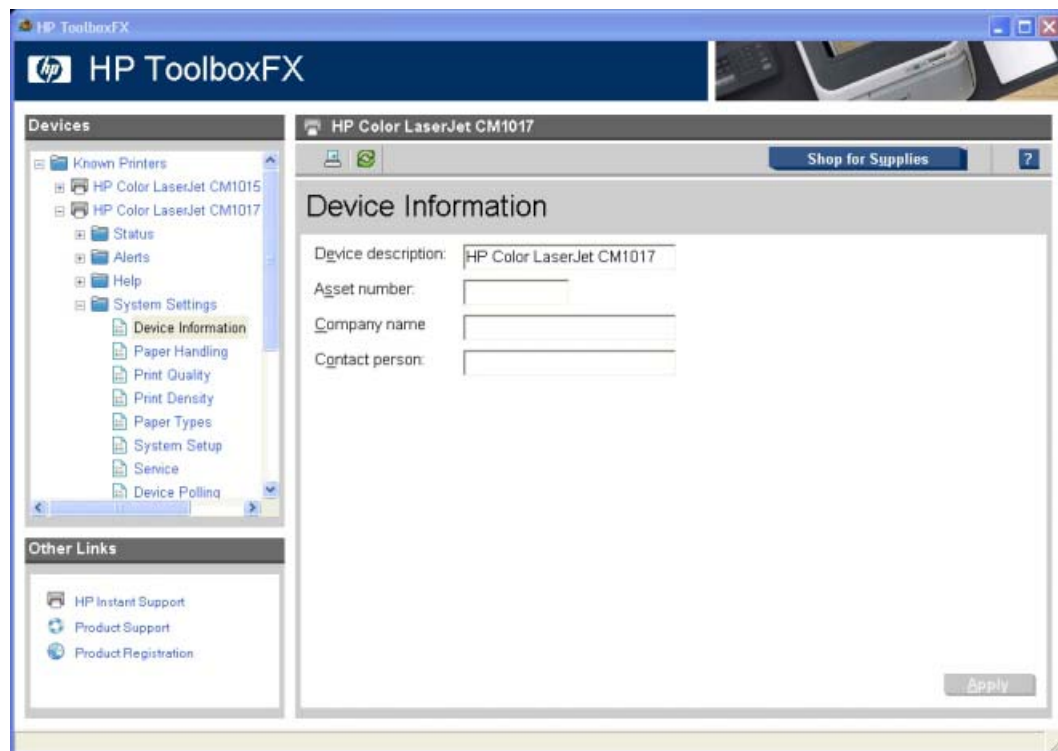 HP ToolboxFX
hp HP ToolboxFX
Devices
Known Printers
HP Color LaserJet CM1015
HP Color LaserJet CM1017
Status
Alerts
Help
System Settings
Device Information
Paper Handling
Print Quality
Print Density
Paper Types
System Setup
Service
Device Polling
Other Links
HP Instant Support
Product Support
Product Registration
HP Color LaserJet CM1017
Shop for Supplies ?
Device Information
Device description: HP Color LaserJet CM1017
Asset number:
Company name
Contact person:
Apply